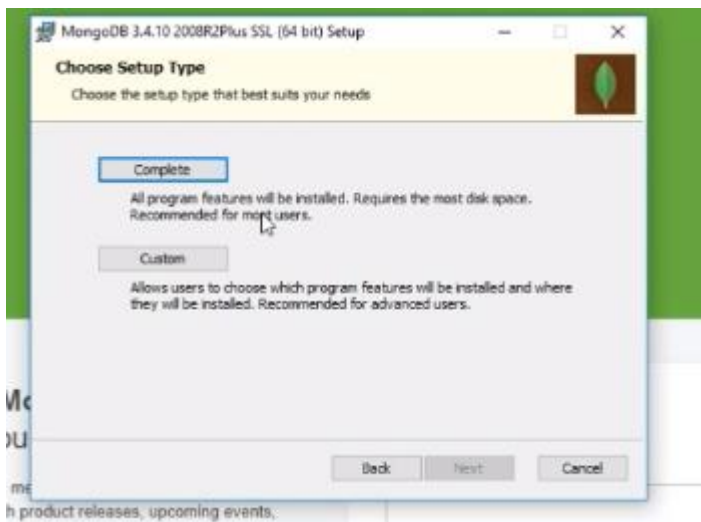 MongoDB 3.4.10 2008R2Plus SSL (64 bit) Setup
Choose Setup Type
Choose the setup type that best suits your needs
Complete
All program features will be installed. Requires the most disk space.
Recommended for most users.
Custom
Allows users to choose which program features will be installed and where
they will be installed. Recommended for advanced users.
Back Next Cancel
product releases, upcoming events,